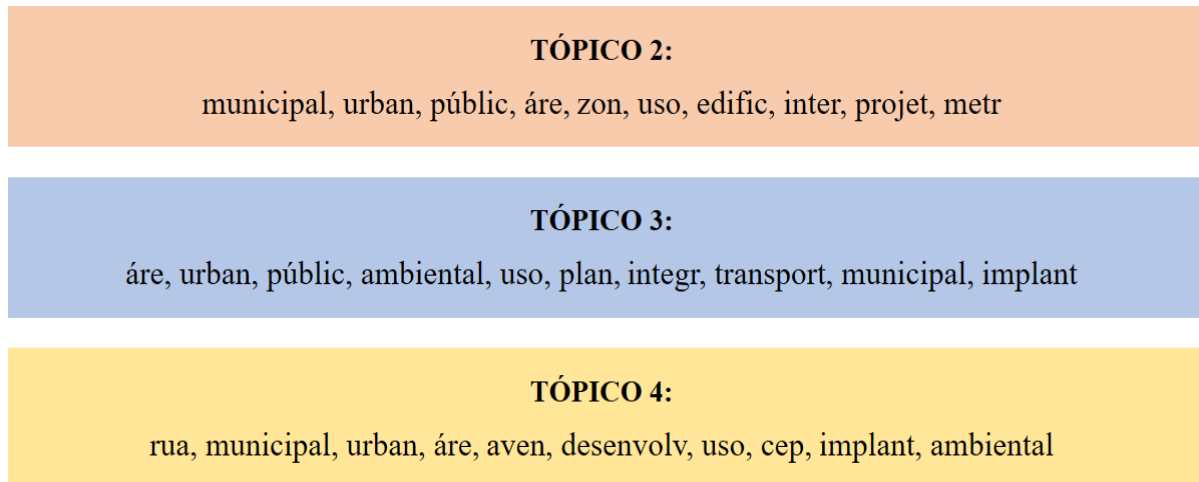 TÓPICO 2:
municipal, urban, públic, áre, zon, uso, edific, inter, projet, metr
TÓPICO 3:
áre, urban, públic, ambiental, uso, plan, integr, transport, municipal, implant
TÓPICO 4:
rua, municipal, urban, áre, aven, desenvolv, uso, cep, implant, ambiental